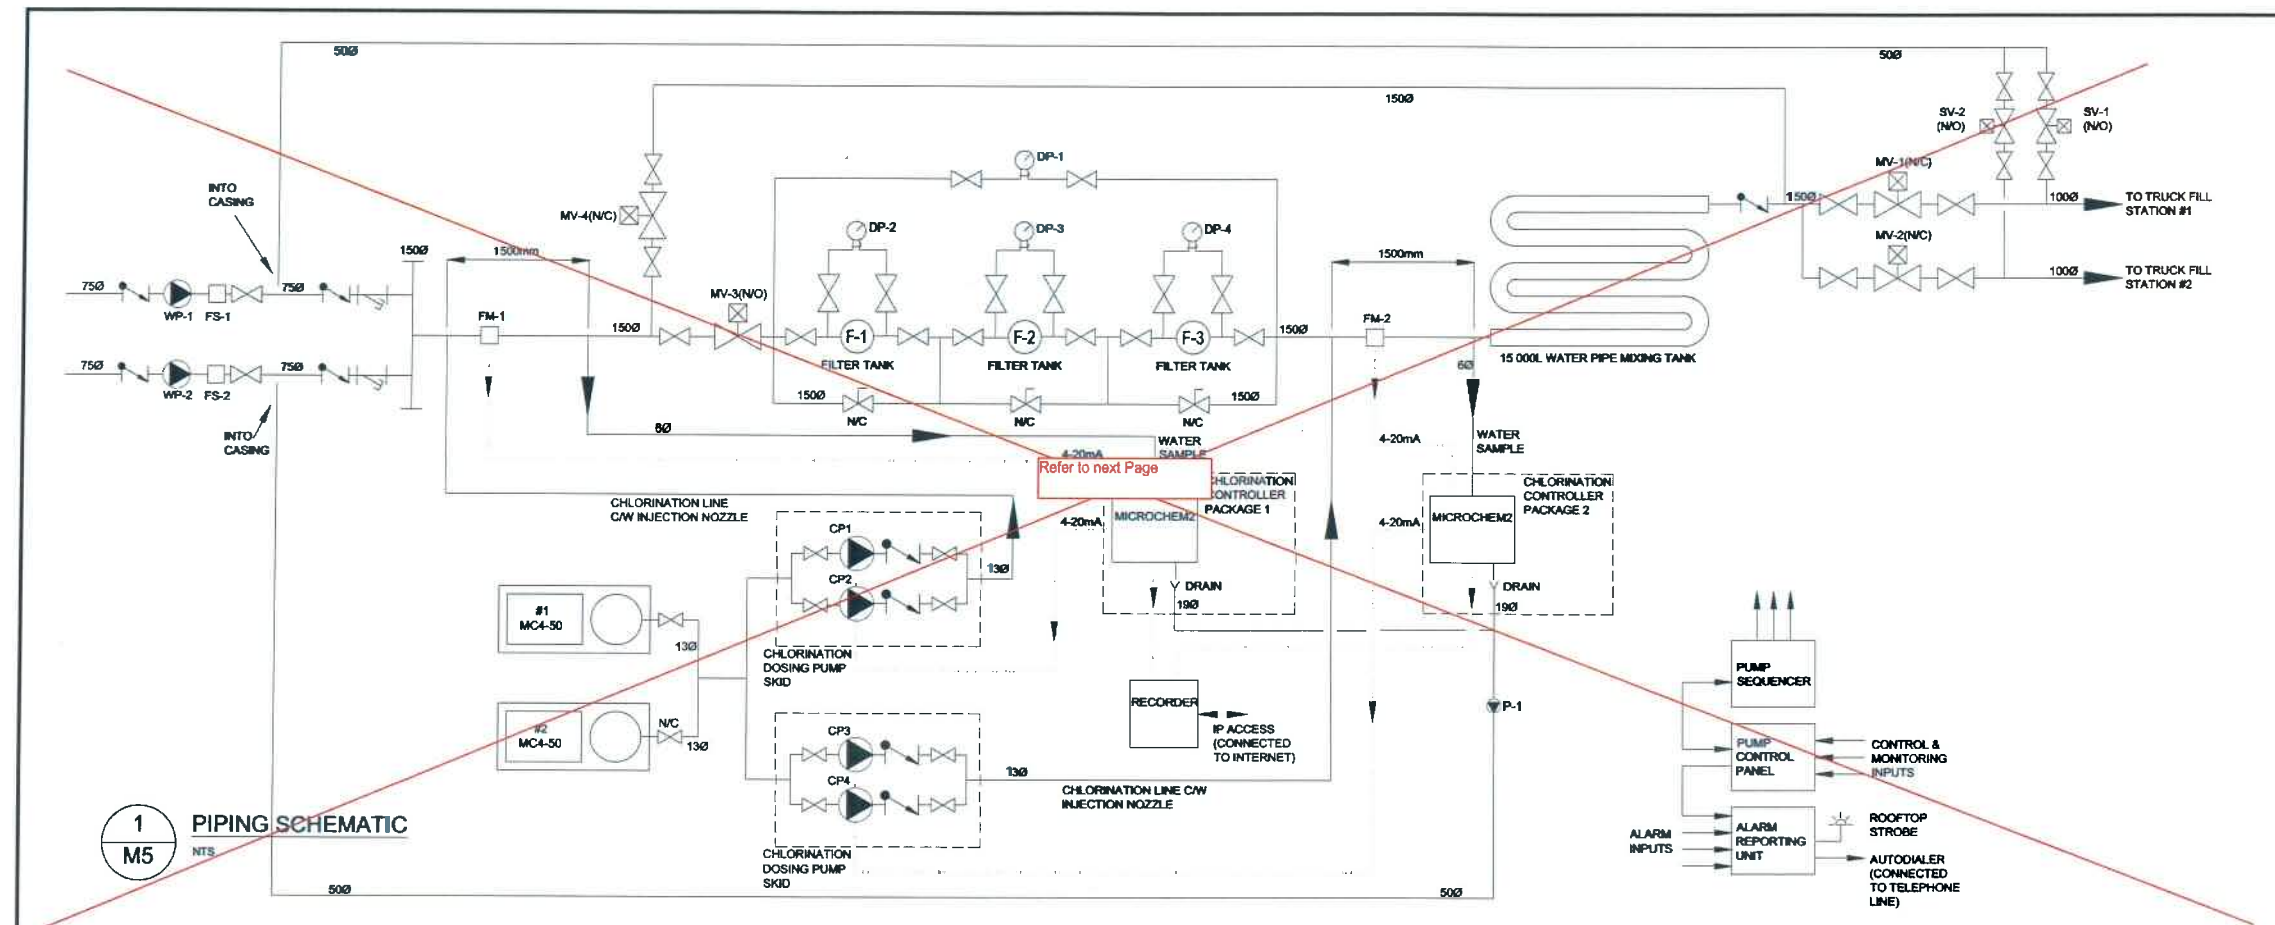 50Ø
50Ø
150Ø
SV-2
(N/O)
SV-1
(N/O)
DP-1
MV-1(N/C)
INTO
CASING
MV-4(N/C)
DP-2
DP-3
DP-4
150Ø
100Ø
TO TRUCK FILL
STATION #1
MV-2(N/C)
150Ø
1500mm
1500mm
100Ø
TO TRUCK FILL
STATION #2
75Ø
75Ø
WP-1
FS-1
MV-3(N/O)
FM-1
150Ø
F-1
F-2
F-3
150Ø
FM-2
FILTER TANK
FILTER TANK
FILTER TANK
15 000L WATER PIPE MIXING TANK
6Ø
75Ø
75Ø
WP-2
FS-2
150Ø
150Ø
N/C
N/C
N/C
INTO
CASING
6Ø
WATER
SAMPLE
4-20mA
Refer to next Page
4-20mA
WATER
SAMPLE
CHLORINATION
CONTROLLER
PACKAGE 1
CHLORINATION
CONTROLLER
PACKAGE 2
CHLORINATION LINE
C/W INJECTION NOZZLE
4-20mA
MICROCHEM2
4-20mA
MICROCHEM2
CP1
CP2
13Ø
DRAIN
19Ø
DRAIN
19Ø
#1
MC4-50
13Ø
CHLORINATION
DOSING PUMP
SKID
PUMP
SEQUENCER
RECORDER
IP ACCESS
(CONNECTED
TO INTERNET)
P-1
#2
MC4-50
N/C
13Ø
CP3
CP4
13Ø
CHLORINATION LINE C/W
INJECTION NOZZLE
PUMP
CONTROL
PANEL
CONTROL &
MONITORING
INPUTS
1
M5
PIPING SCHEMATIC
NTS
CHLORINATION
DOSING PUMP
SKID
ALARM
INPUTS
ALARM
REPORTING
UNIT
ROOFTOP
STROBE
AUTODIALER
(CONNECTED
TO TELEPHONE
LINE)
50Ø
50Ø